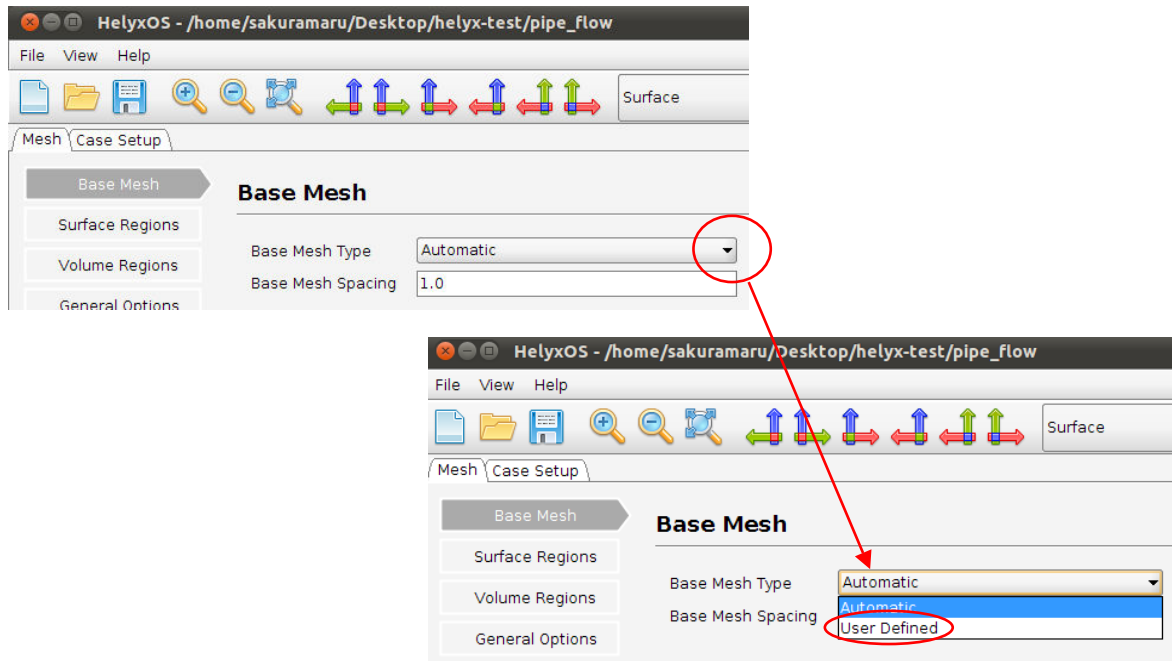 HelyxOS - /home/sakuramaru/Desktop/helyx-test/pipe_flow
File View Help
Surface
Mesh Case Setup
Base Mesh
Base Mesh
Surface Regions
Base Mesh Type Automatic
Volume Regions
Base Mesh Spacing 1.0
General Options
HelyxOS - /home/sakuramaru/Desktop/helyx-test/pipe_flow
File View Help
Surface
Mesh Case Setup
Base Mesh
Base Mesh
Surface Regions
Base Mesh Type Automatic
Volume Regions
Automatic
Base Mesh Spacing
User Defined
General Options